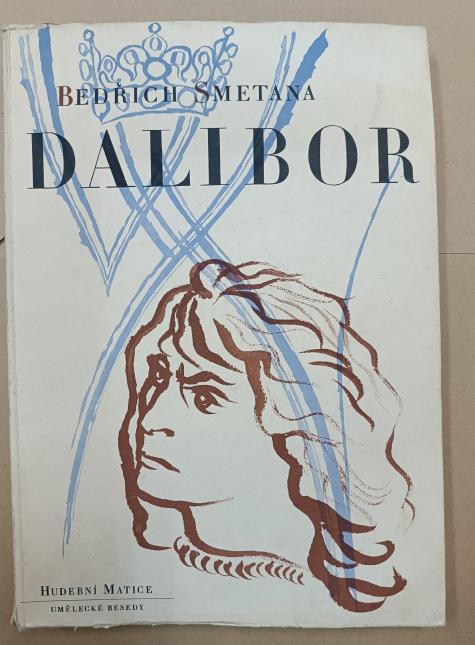 BEDŘICH SMETANA
DALIBOR
HUDEBNÍ MATICE
UMĚLECKÉ BESEDY